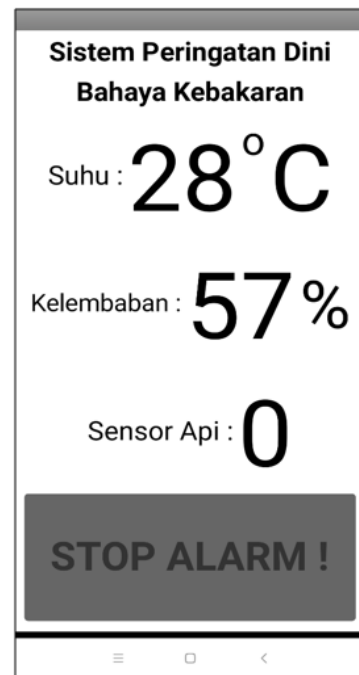 Sistem Peringatan Dini
Bahaya Kebakaran
Suhu : 28°C
Kelembaban : 57%
Sensor Api : 0
STOP ALARM !